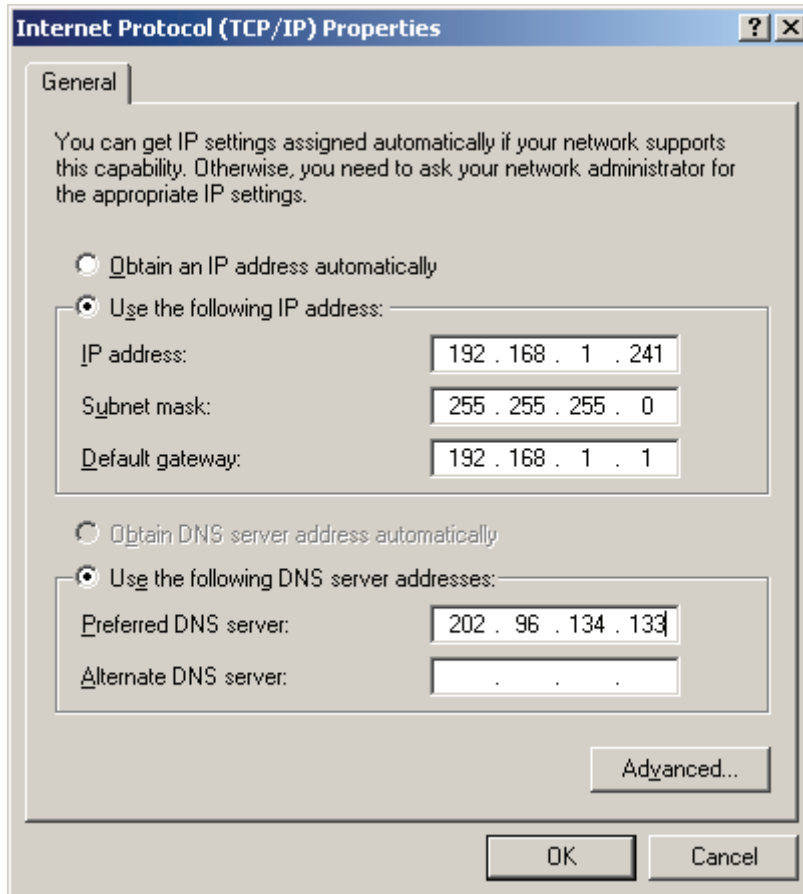 Internet Protocol (TCP/IP) Properties
General
You can get IP settings assigned automatically if your network supports
this capability. Otherwise, you need to ask your network administrator for
the appropriate IP settings.
Obtain an IP address automatically
Use the following IP address:
IP address: 192 . 168 . 1 . 241
Subnet mask: 255 . 255 . 255 . 0
Default gateway: 192 . 168 . 1 . 1
Obtain DNS server address automatically
Use the following DNS server addresses:
Preferred DNS server: 202 . 96 . 134 . 133
Alternate DNS server: . . .
Advanced...
OK Cancel